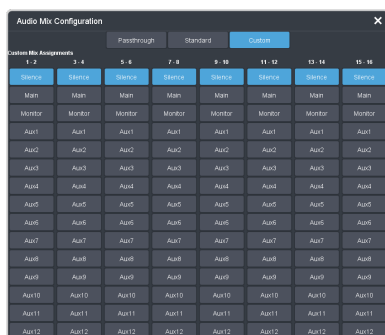 Audio Mix Configuration ×
Passthrough Standard Custom
Custom Mix Assignments
1 - 2 3 - 4 5 - 6 7 - 8 9 - 10 11 - 12 13 - 14 15 - 16
Silence Silence Silence Silence Silence Silence Silence Silence
Main Main Main Main Main Main Main Main
Monitor Monitor Monitor Monitor Monitor Monitor Monitor Monitor
Aux1 Aux1 Aux1 Aux1 Aux1 Aux1 Aux1 Aux1
Aux2 Aux2 Aux2 Aux2 Aux2 Aux2 Aux2 Aux2
Aux3 Aux3 Aux3 Aux3 Aux3 Aux3 Aux3 Aux3
Aux4 Aux4 Aux4 Aux4 Aux4 Aux4 Aux4 Aux4
Aux5 Aux5 Aux5 Aux5 Aux5 Aux5 Aux5 Aux5
Aux6 Aux6 Aux6 Aux6 Aux6 Aux6 Aux6 Aux6
Aux7 Aux7 Aux7 Aux7 Aux7 Aux7 Aux7 Aux7
Aux8 Aux8 Aux8 Aux8 Aux8 Aux8 Aux8 Aux8
Aux9 Aux9 Aux9 Aux9 Aux9 Aux9 Aux9 Aux9
Aux10 Aux10 Aux10 Aux10 Aux10 Aux10 Aux10 Aux10
Aux11 Aux11 Aux11 Aux11 Aux11 Aux11 Aux11 Aux11
Aux12 Aux12 Aux12 Aux12 Aux12 Aux12 Aux12 Aux12